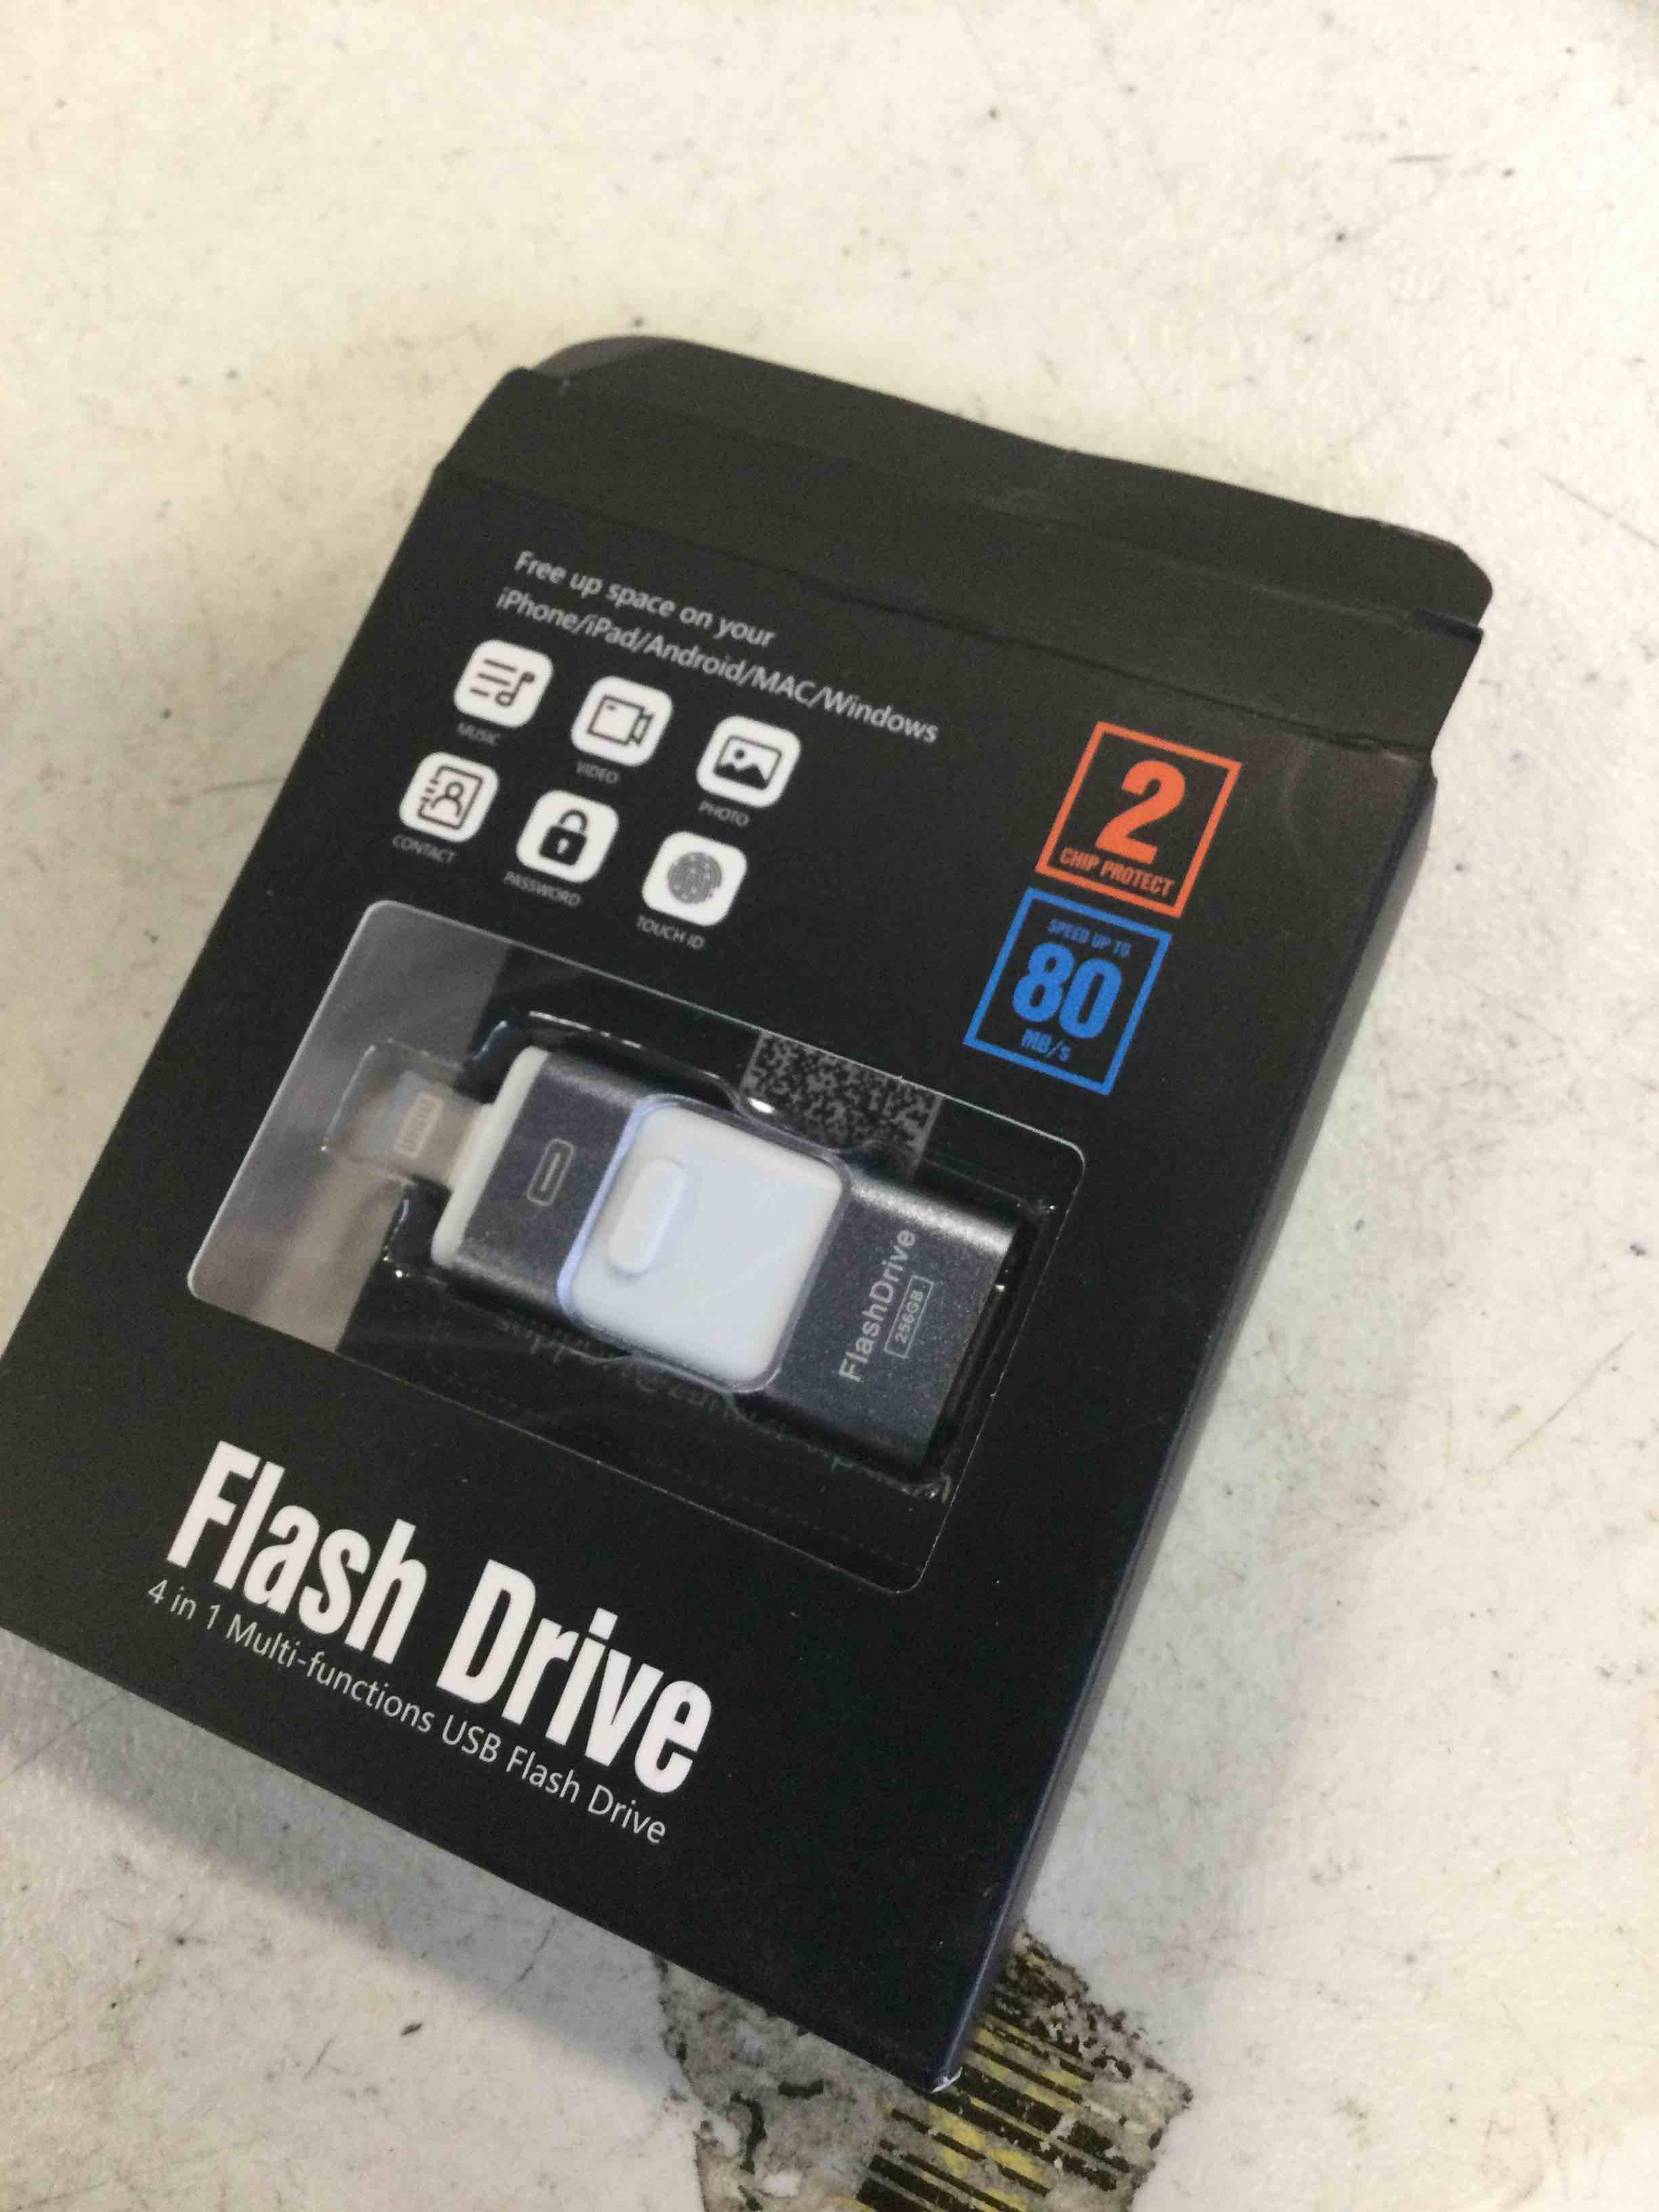 Free up space on your
iPhone/iPad/Android/MAC/Windows
MUSIC
VIDEO
PHOTO
CONTACT
PASSWORD
TOUCH ID
2
CHIP PROTECT
SPEED UP TO
80
MB/s
FlashDrive
256GB
Flash Drive
4 in 1 Multi-functions USB Flash Drive